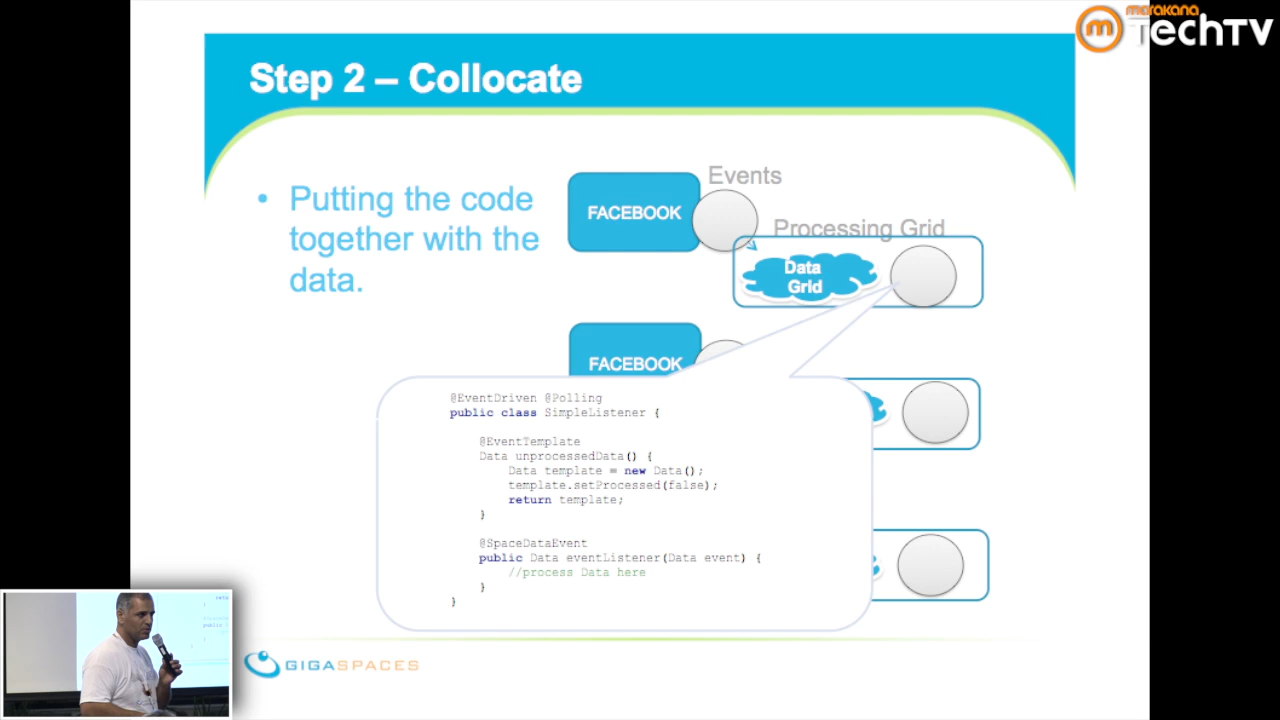 marakana
TechTV
Step 2 – Collocate
• Putting the code
together with the
data.
Events
FACEBOOK
Processing Grid
Data
Grid
FACEBOOK
@EventDriven @Polling
public class SimpleListener {
@EventTemplate
Data unprocessedData() {
Data template = new Data();
template.setProcessed(false);
return template;
}
@SpaceDataEvent
public Data eventListener(Data event) {
//process Data here
}
}
GIGASPACES